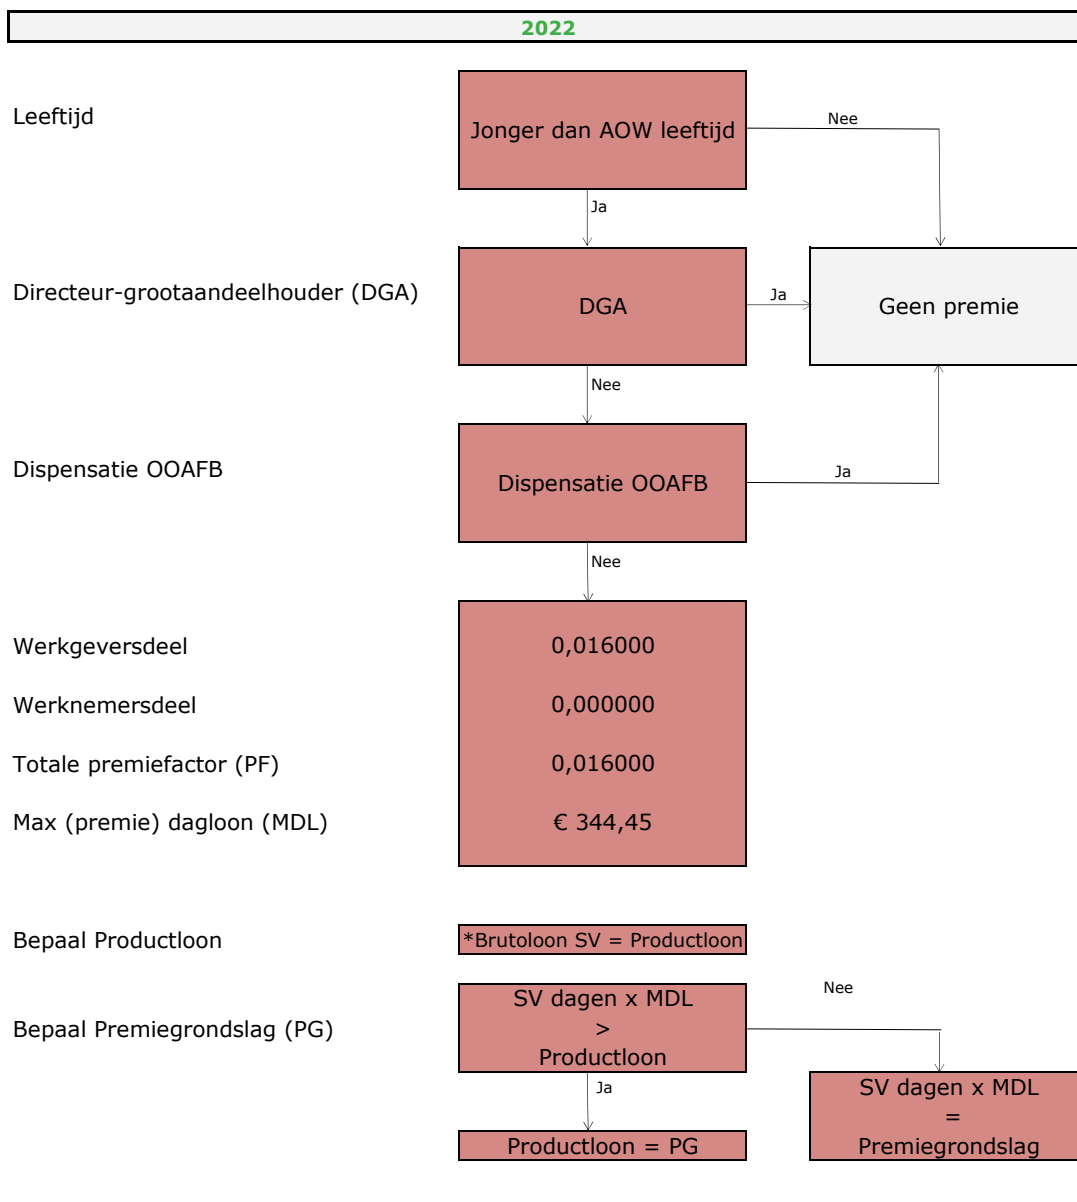 2022
Leeftijd
Jonger dan AOW leeftijd
Nee
Ja
Directeur-grootaandeelhouder (DGA)
DGA
Ja
Geen premie
Nee
Dispensatie OOAFB
Dispensatie OOAFB
Ja
Nee
Werkgeversdeel
0,016000
Werknemersdeel
0,000000
Totale premiefactor (PF)
0,016000
Max (premie) dagloon (MDL)
€ 344,45
Bepaal Productloon
*Brutoloon SV = Productloon
Bepaal Premiegrondslag (PG)
SV dagen x MDL
>
Productloon
Nee
Ja
SV dagen x MDL
=
Premiegrondslag
Productloon = PG